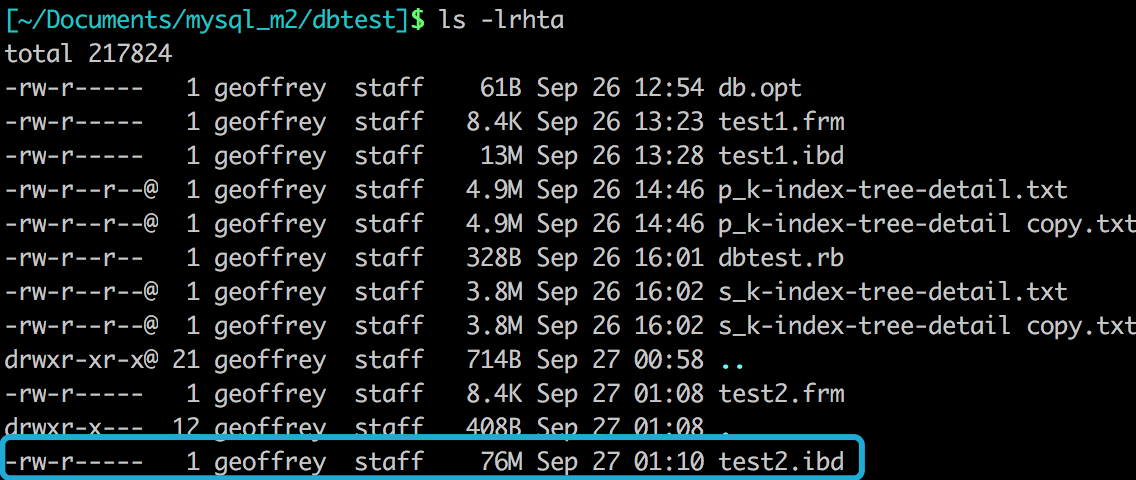 [~/Documents/mysql_m2/dbtest]$ ls -lrhta
total 217824
-rw-r----- 1 geoffrey staff 61B Sep 26 12:54 db.opt
-rw-r----- 1 geoffrey staff 8.4K Sep 26 13:23 test1.frm
-rw-r----- 1 geoffrey staff 13M Sep 26 13:28 test1.ibd
-rw-r--r--@ 1 geoffrey staff 4.9M Sep 26 14:46 p_k-index-tree-detail.txt
-rw-r--r--@ 1 geoffrey staff 4.9M Sep 26 14:46 p_k-index-tree-detail copy.txt
-rw-r--r-- 1 geoffrey staff 328B Sep 26 16:01 dbtest.rb
-rw-r--r--@ 1 geoffrey staff 3.8M Sep 26 16:02 s_k-index-tree-detail.txt
-rw-r--r--@ 1 geoffrey staff 3.8M Sep 26 16:02 s_k-index-tree-detail copy.txt
drwxr-xr-x@ 21 geoffrey staff 714B Sep 27 00:58 ..
-rw-r----- 1 geoffrey staff 8.4K Sep 27 01:08 test2.frm
drwxr-x--- 12 geoffrey staff 408B Sep 27 01:08 .
-rw-r----- 1 geoffrey staff 76M Sep 27 01:10 test2.ibd